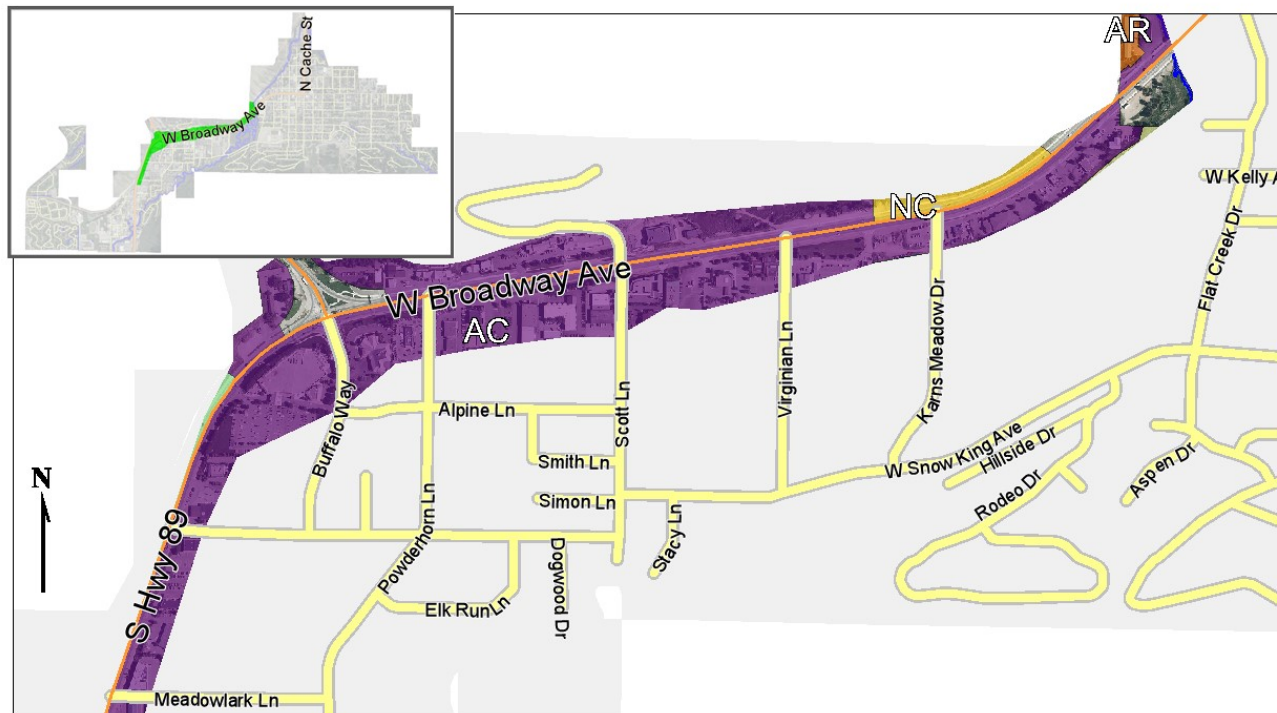 N Cache St
W Broadway Ave
AR
W Kelly A
NC
Flat Creek Dr
W Broadway Ave
AC
Karns Meadow Dr
Virginian Ln
Scott Ln
Alpine Ln
Buffalo Way
W Snow King Ave
Hillside Dr
Smith Ln
Aspen Dr
N
Simon Ln
Rodeo Dr
Stacy Ln
S Hwy 89
Powderhorn Ln
Dogwood Dr
Elk Run Ln
Meadowlark Ln